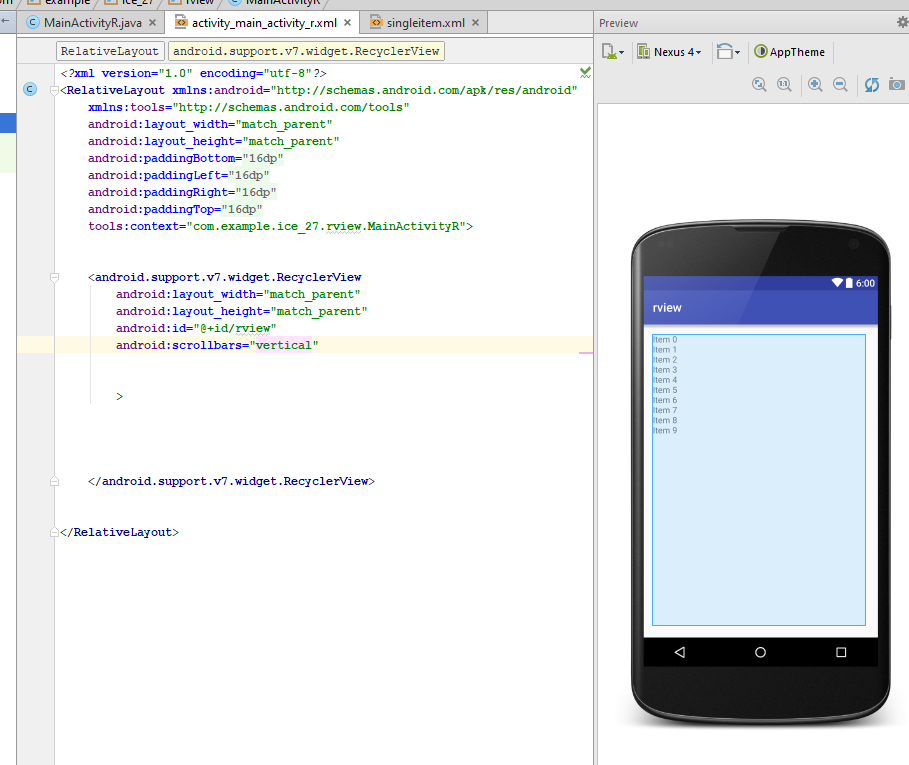 example ice_27 rview MainActivityR
MainActivityR.java activity_main_activity_r.xml singleitem.xml
Preview
RelativeLayout android.support.v7.widget.RecyclerView
Nexus 4 AppTheme
<?xml version="1.0" encoding="utf-8"?>
<RelativeLayout xmlns:android="http://schemas.android.com/apk/res/android"
xmlns:tools="http://schemas.android.com/tools"
android:layout_width="match_parent"
android:layout_height="match_parent"
android:paddingBottom="16dp"
android:paddingLeft="16dp"
android:paddingRight="16dp"
android:paddingTop="16dp"
tools:context="com.example.ice_27.rview.MainActivityR">
<android.support.v7.widget.RecyclerView
android:layout_width="match_parent"
android:layout_height="match_parent"
android:id="@+id/rview"
android:scrollbars="vertical"
>
</android.support.v7.widget.RecyclerView>
</RelativeLayout>
6:00
rview
Item 0
Item 1
Item 2
Item 3
Item 4
Item 5
Item 6
Item 7
Item 8
Item 9